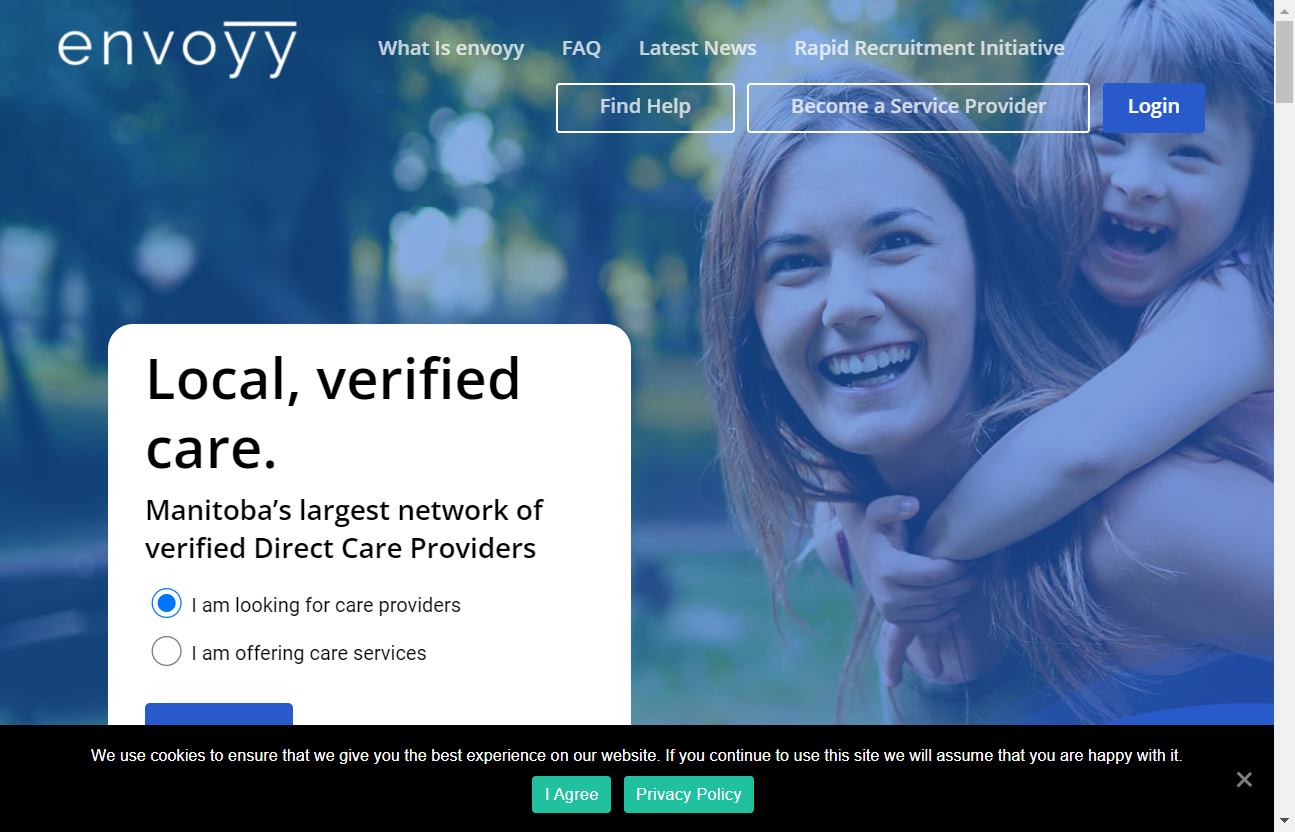 envoyy
What Is envoyy FAQ Latest News Rapid Recruitment Initiative
Find Help Become a Service Provider Login
Local, verified
care.
Manitoba’s largest network of
verified Direct Care Providers
I am looking for care providers
I am offering care services
We use cookies to ensure that we give you the best experience on our website. If you continue to use this site we will assume that you are happy with it.
I Agree Privacy Policy